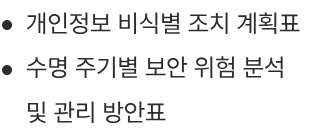 ● 개인정보 비식별 조치 계획표
● 수명 주기별 보안 위험 분석
및 관리 방안표